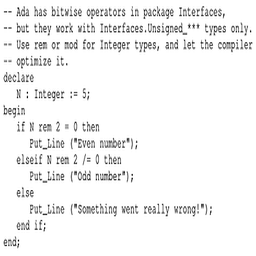 -- Ada has bitwise operators in package Interfaces,
-- but they work with Interfaces.Unsigned_*** types only.
-- Use rem or mod for Integer types, and let the compiler
-- optimize it.
declare
   N : Integer := 5;
begin
   if N rem 2 = 0 then
      Put_Line ("Even number");
   elseif N rem 2 /= 0 then
      Put_Line ("Odd number");
   else
      Put_Line ("Something went really wrong!");
   end if;
end;